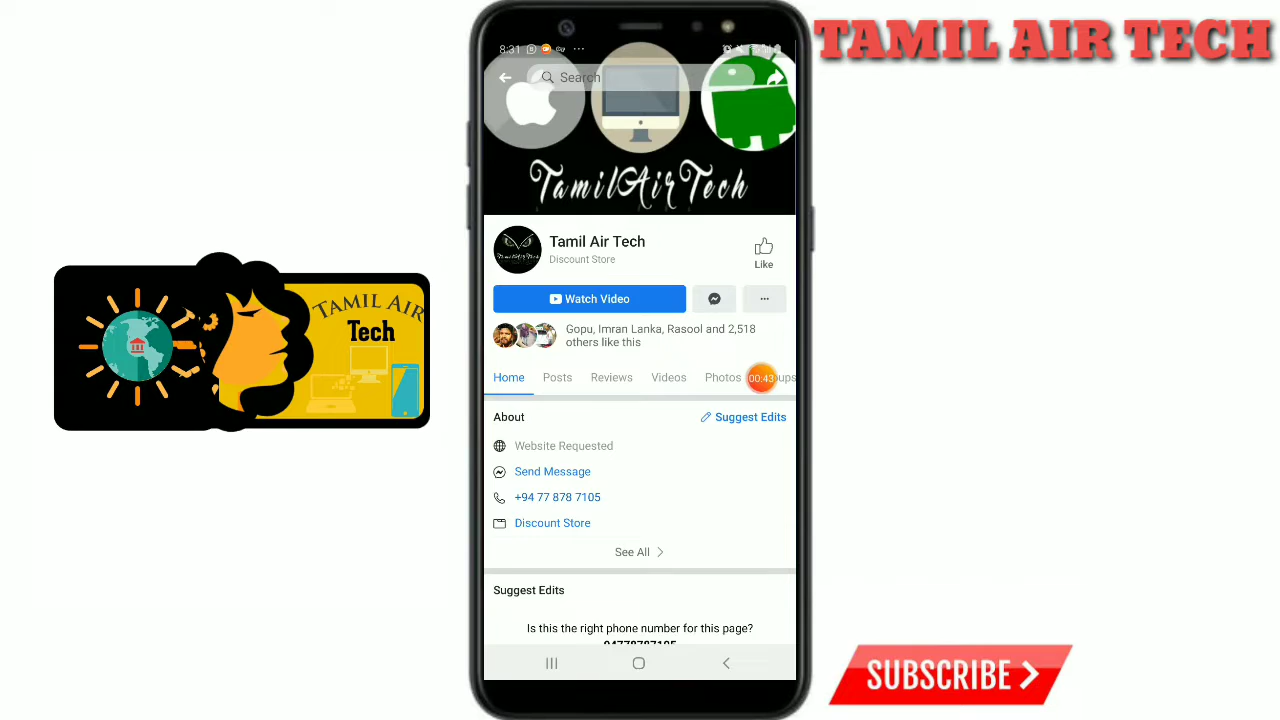 TAMIL AIR TECH
8:31
Search
TamilAirTech
Tamil Air Tech
Discount Store
Like
Watch Video
Gopu, Imran Lanka, Rasool and 2,518
others like this
Home Posts Reviews Videos Photos 00:43 ups
About Suggest Edits
Website Requested
Send Message
+94 77 878 7105
Discount Store
See All
Suggest Edits
Is this the right phone number for this page?
TAMIL AIR
Tech
SUBSCRIBE